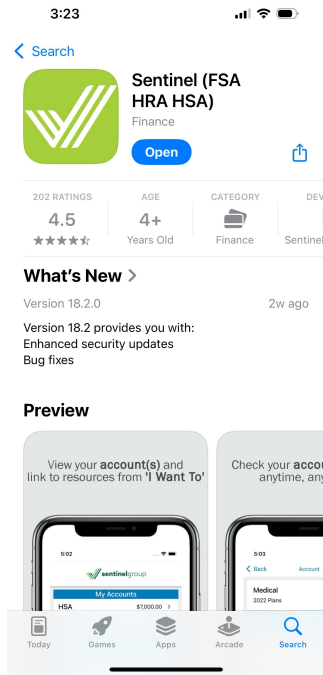 3:23
Search
Sentinel (FSA
HRA HSA)
Finance
Open
202 RATINGS
4.5
AGE
4+
Years Old
CATEGORY
Finance
DEV
Sentinel
What's New
Version 18.2.0
2w ago
Version 18.2 provides you with:
Enhanced security updates
Bug fixes
Preview
View your account(s) and
link to resources from 'I Want To'
5:02
sentinelgroup
My Accounts
HSA
$7,000.00
Check your accou
anytime, any
5:03
Back
Account
Medical
2022 Plans
Today
Games
Apps
Arcade
Search